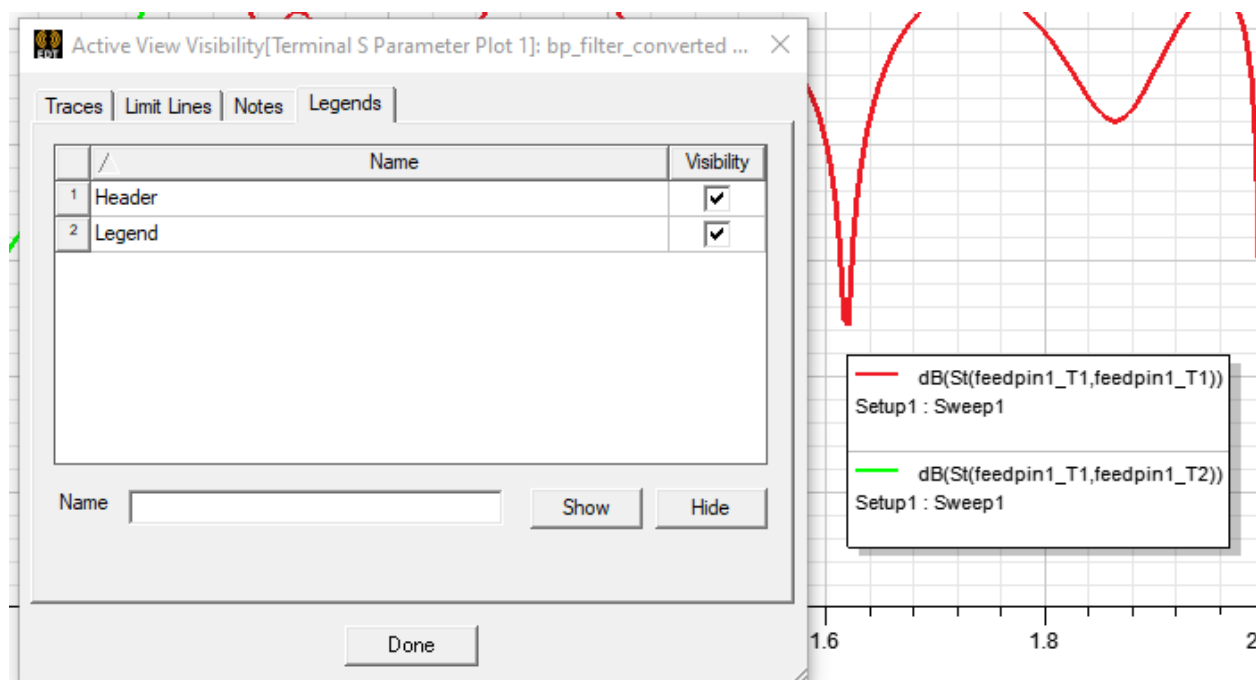 EDT
Active View Visibility[Terminal S Parameter Plot 1]: bp_filter_converted ...
Traces Limit Lines Notes Legends
Name Visibility
1 Header
2 Legend
Name Show Hide
Done
dB(St(feedpin1_T1,feedpin1_T1))
Setup1 : Sweep1
dB(St(feedpin1_T1,feedpin1_T2))
Setup1 : Sweep1
1.6 1.8 2